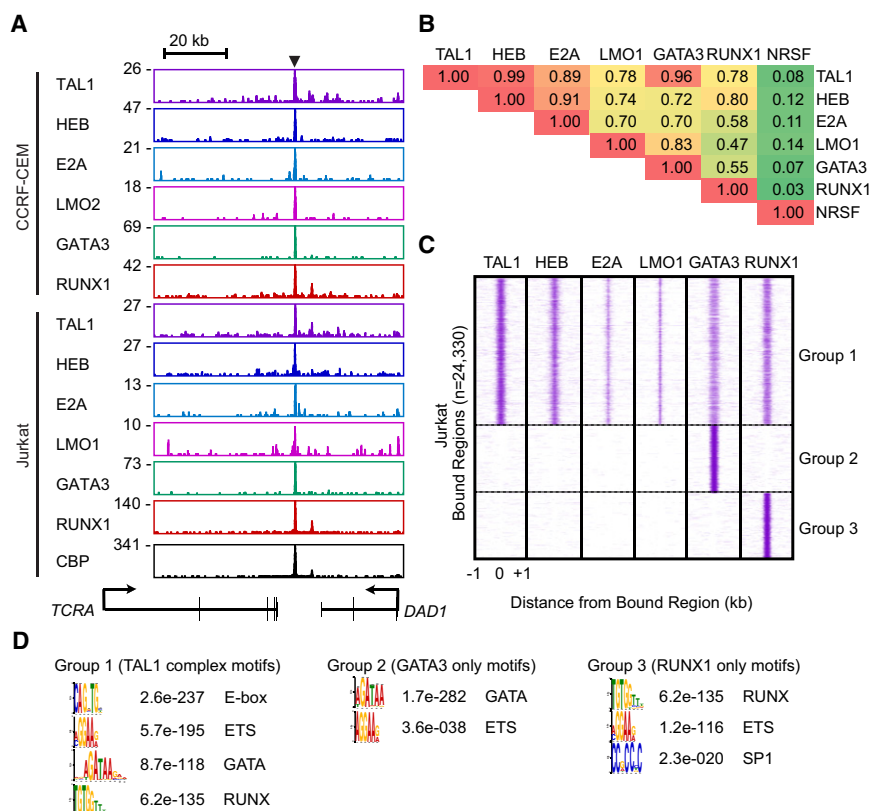 A
20 kb
CCRF-CEM
TAL1 26
HEB 47
E2A 21
LMO2 18
GATA3 69
RUNX1 42
Jurkat
TAL1 27
HEB 27
E2A 13
LMO1 10
GATA3 73
RUNX1 140
CBP 341
TCRA DAD1
B
TAL1 HEB E2A LMO1 GATA3 RUNX1 NRSF
1.00 0.99 0.89 0.78 0.96 0.78 0.08 TAL1
1.00 0.91 0.74 0.72 0.80 0.12 HEB
1.00 0.70 0.70 0.58 0.11 E2A
1.00 0.83 0.47 0.14 LMO1
1.00 0.55 0.07 GATA3
1.00 0.03 RUNX1
1.00 NRSF
C
TAL1 HEB E2A LMO1 GATA3 RUNX1
Jurkat
Bound Regions (n=24,330)
Group 1
Group 2
Group 3
-1 0 +1
Distance from Bound Region (kb)
D
Group 1 (TAL1 complex motifs)
2.6e-237 E-box
5.7e-195 ETS
8.7e-118 GATA
6.2e-135 RUNX
Group 2 (GATA3 only motifs)
1.7e-282 GATA
3.6e-038 ETS
Group 3 (RUNX1 only motifs)
6.2e-135 RUNX
1.2e-116 ETS
2.3e-020 SP1